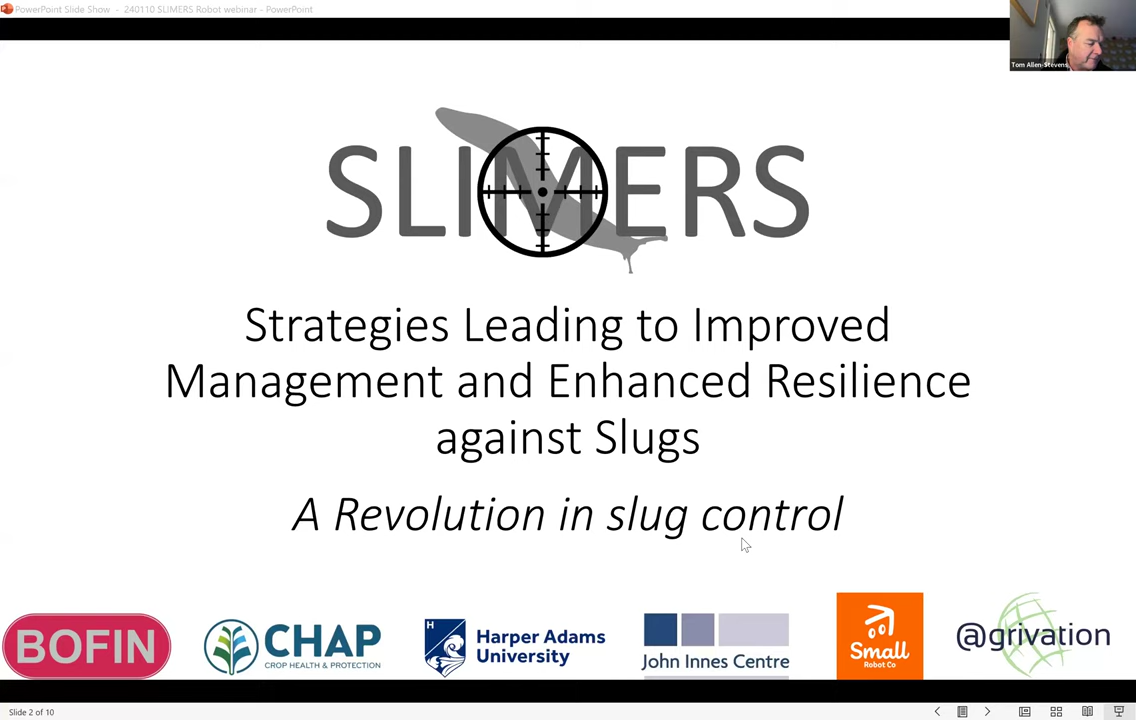 PowerPoint Slide Show - 240110 SLIMERS Robot webinar - PowerPoint
Tom Allen-Stevens
SLIMERS
Strategies Leading to Improved
Management and Enhanced Resilience
against Slugs
A Revolution in slug control
BOFIN
CHAP
CROP HEALTH & PROTECTION
H
Harper Adams
University
John Innes Centre
Small
Robot Co
@grivation
Slide 2 of 10